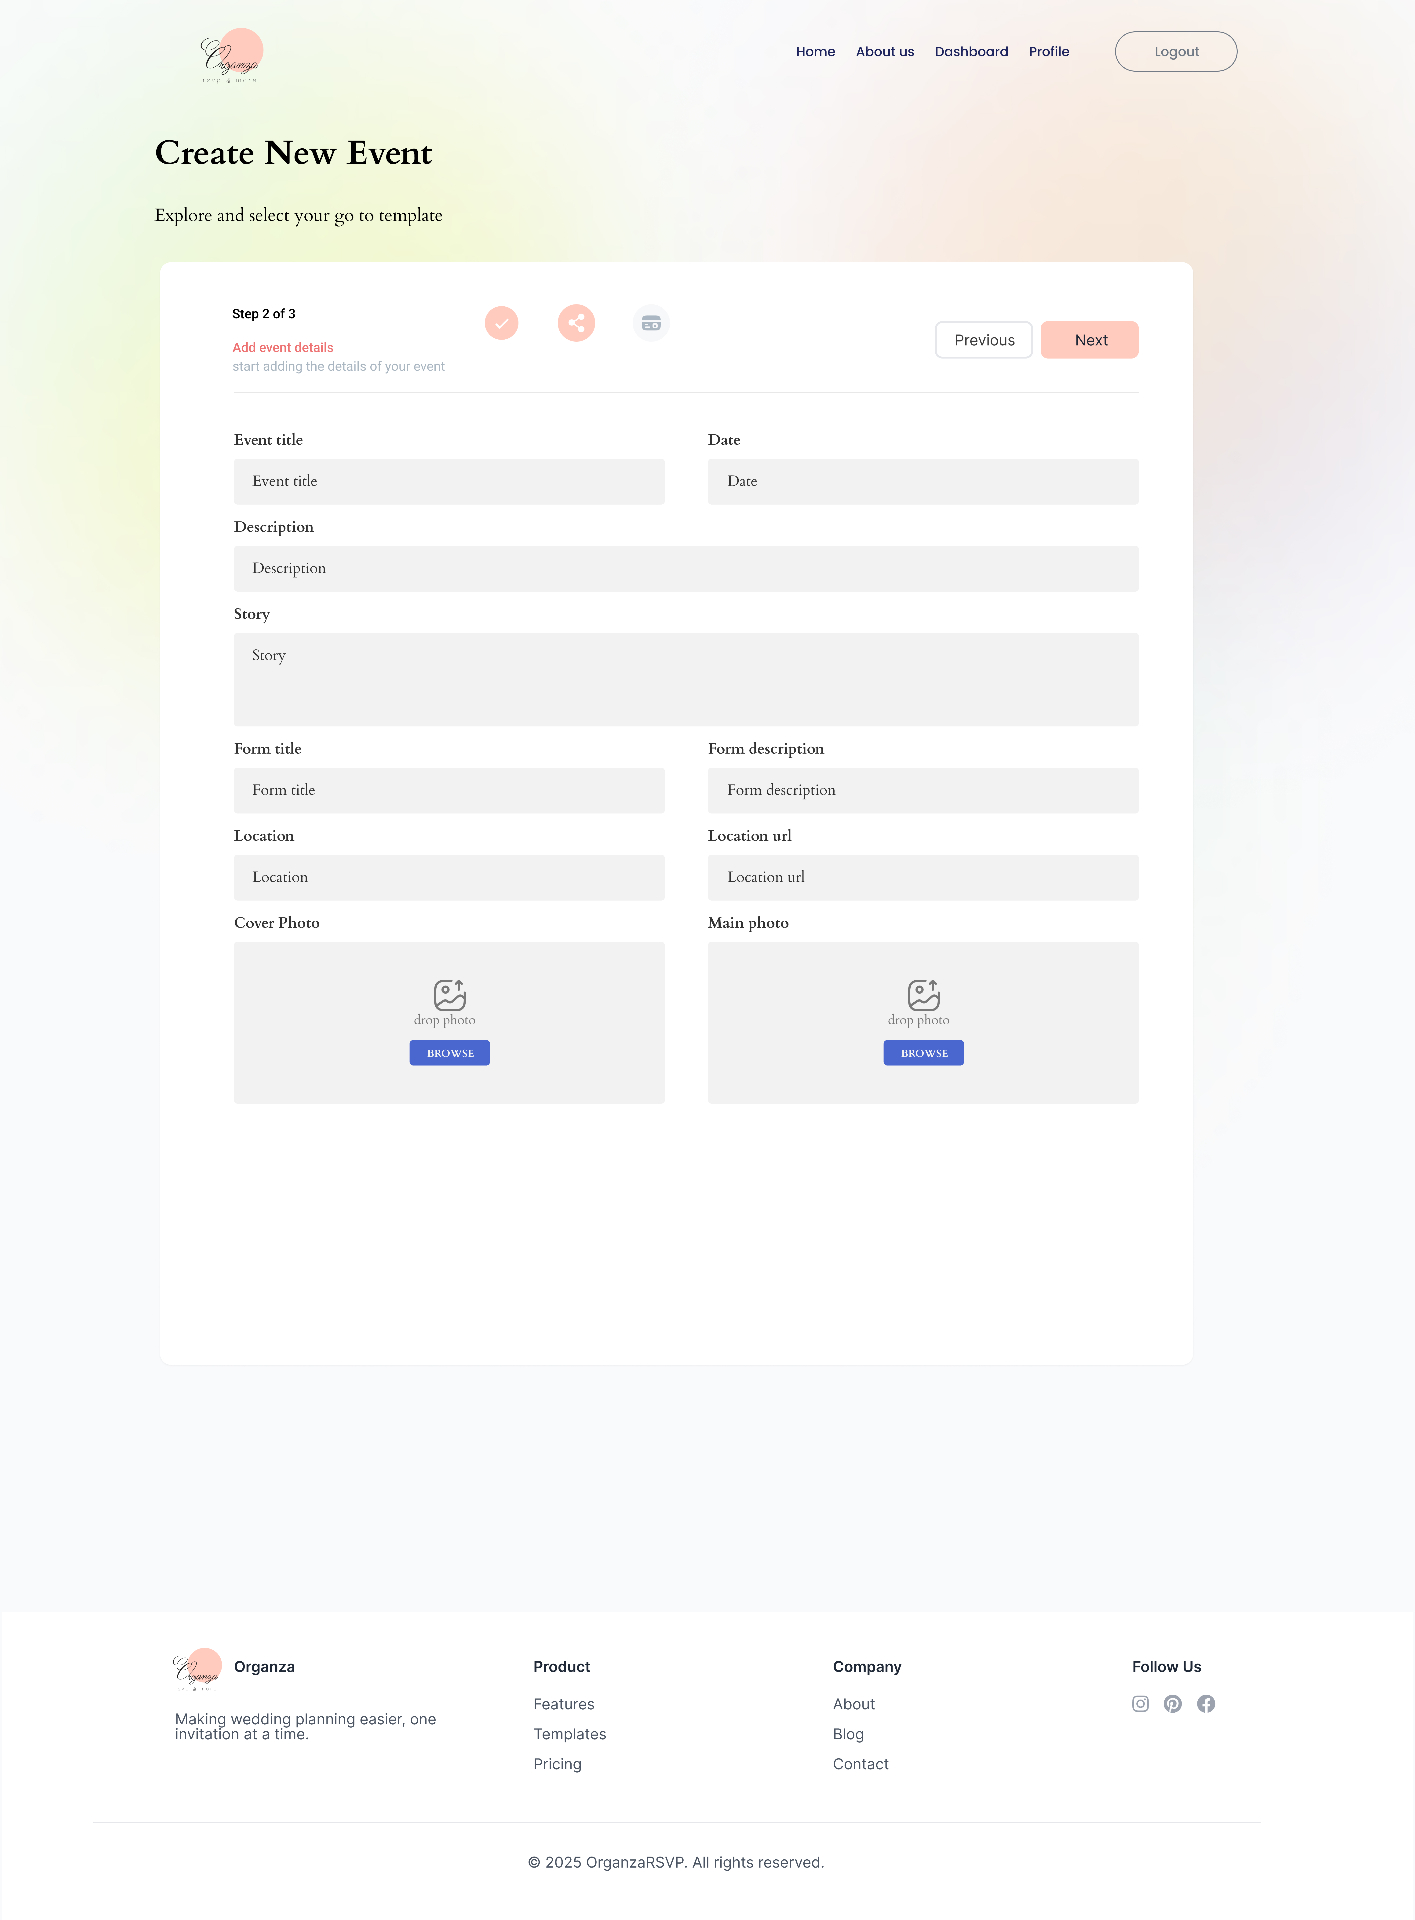 Organza
Home About us Dashboard Profile Logout
Create New Event
Explore and select your go to template
Step 2 of 3
Add event details
start adding the details of your event
Previous Next
Event title Date
Event title Date
Description
Description
Story
Story
Form title Form description
Form title Form description
Location Location url
Location Location url
Cover Photo Main photo
drop photo drop photo
BROWSE BROWSE
Organza Organza Product Company Follow Us
Making wedding planning easier, one
invitation at a time.
Features About
Templates Blog
Pricing Contact
© 2025 OrganzaRSVP. All rights reserved.